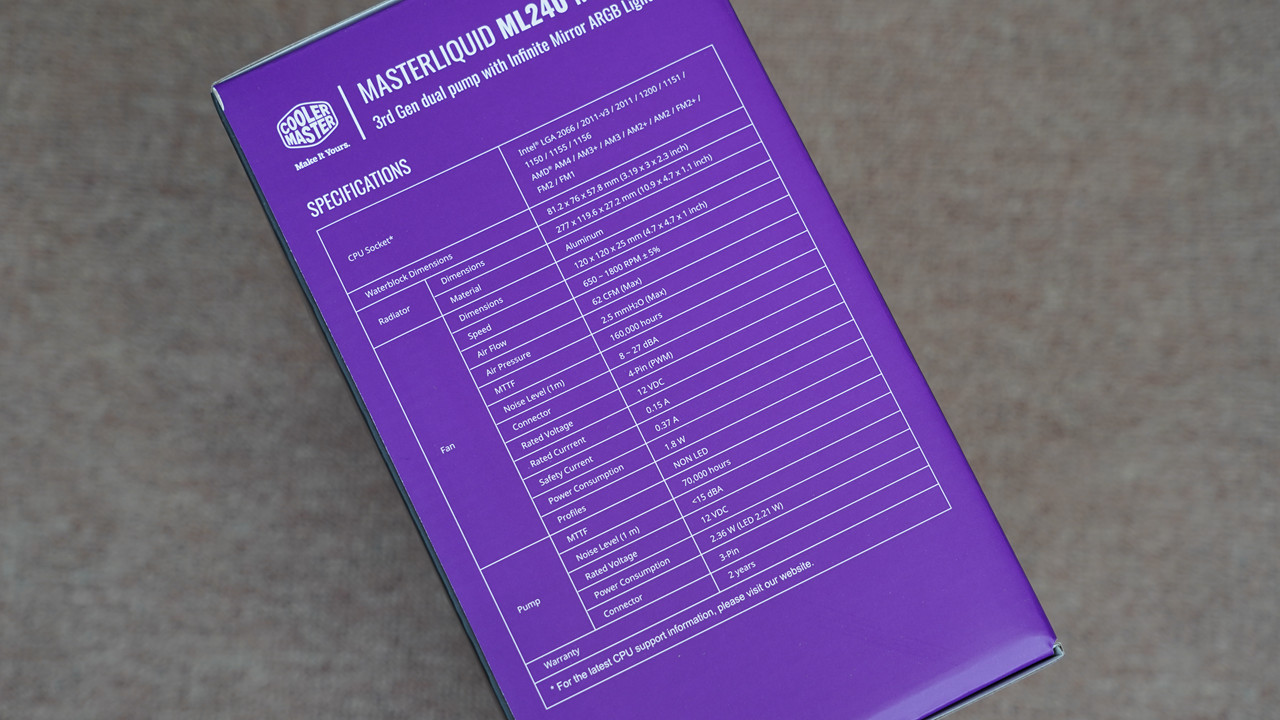 COOLER
MASTER
Make It Yours.
MASTERLIQUID ML240
3rd Gen dual pump with Infinite Mirror ARGB
SPECIFICATIONS
CPU Socket* Intel® LGA 2066 / 2011-v3 / 2011 / 1200 / 1151 /
1150 / 1155 / 1156
AMD® AM4 / AM3+ / AM3 / AM2+ / AM2 / FM2+ /
FM2 / FM1
Waterblock Dimensions 81.2 x 76 x 57.8 mm (3.19 x 3 x 2.3 inch)
Radiator Dimensions 277 x 119.6 x 27.2 mm (10.9 x 4.7 x 1.1 inch)
Material Aluminum
Fan Dimensions 120 x 120 x 25 mm (4.7 x 4.7 x 1 inch)
Speed 650 ~ 1800 RPM ± 5%
Air Flow 62 CFM (Max)
Air Pressure 2.5 mmH₂O (Max)
MTTF 160,000 hours
Noise Level (1m) 8 ~ 27 dBA
Connector 4-Pin (PWM)
Rated Voltage 12 VDC
Rated Currrent 0.15 A
Safety Current 0.37 A
Power Consumption 1.8 W
Profiles NON LED
Pump MTTF 70,000 hours
Noise Level (1 m) <15 dBA
Rated Voltage 12 VDC
Power Consumption 2.36 W (LED 2.21 W)
Connector 3-Pin
Warranty 2 years
* For the latest CPU support information, please visit our website.